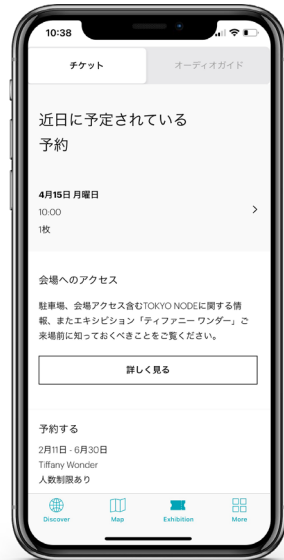 10:38
チケット
オーディオガイド
近日に予定されている
予約
4月15日 月曜日
10:00
1枚
会場へのアクセス
駐車場、会場アクセス含むTOKYO NODEに関する情
報、またエキシビション「ティファニー ワンダー」ご
来場前に知っておくべきことをご覧ください。
詳しく見る
予約する
2月11日 - 6月30日
Tiffany Wonder
人数制限あり
Discover
Map
Exhibition
More